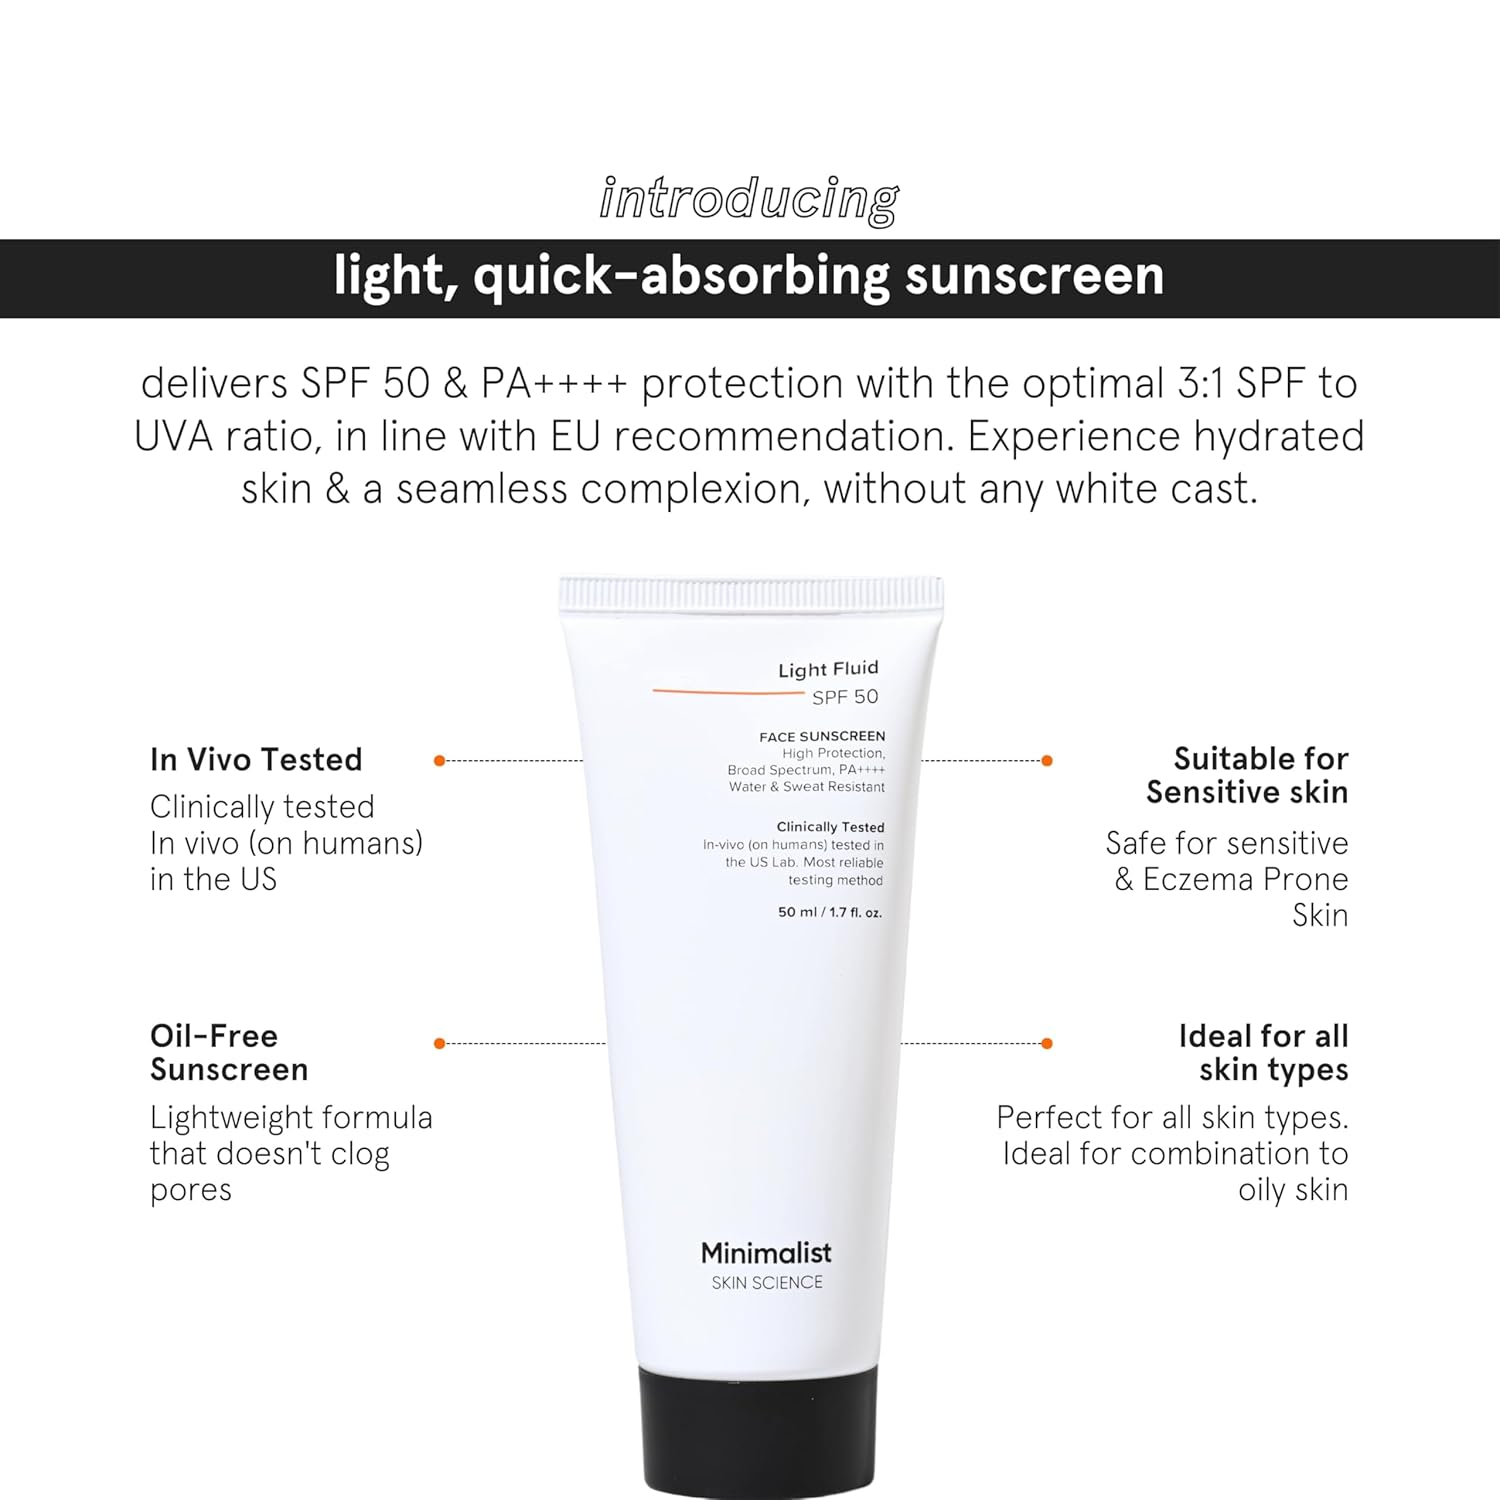 introducing
light, quick-absorbing sunscreen
delivers SPF 50 & PA++++ protection with the optimal 3:1 SPF to
UVA ratio, in line with EU recommendation. Experience hydrated
skin & a seamless complexion, without any white cast.
Light Fluid
SPF 50
FACE SUNSCREEN
High Protection,
Broad Spectrum, PA++++
Water & Sweat Resistant
Clinically Tested
In-vivo (on humans) tested in
the US Lab. Most reliable
testing method
50 ml / 1.7 fl. oz.
Minimalist
SKIN SCIENCE
In Vivo Tested
Clinically tested
In vivo (on humans)
in the US
Oil-Free
Sunscreen
Lightweight formula
that doesn't clog
pores
Suitable for
Sensitive skin
Safe for sensitive
& Eczema Prone
Skin
Ideal for all
skin types
Perfect for all skin types.
Ideal for combination to
oily skin